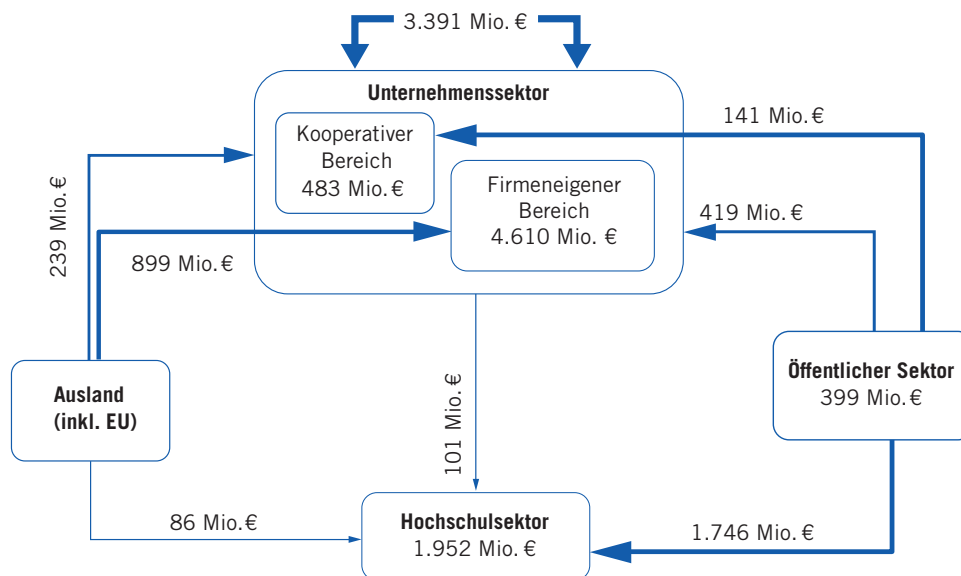 3.391 Mio. €
Unternehmenssektor
Kooperativer
Bereich
483 Mio. €
141 Mio. €
Firmeneigener
Bereich
4.610 Mio. €
419 Mio. €
239 Mio. €
899 Mio. €
Ausland
(inkl. EU)
Öffentlicher Sektor
399 Mio. €
101 Mio. €
86 Mio. €
Hochschulsektor
1.952 Mio. €
1.746 Mio. €